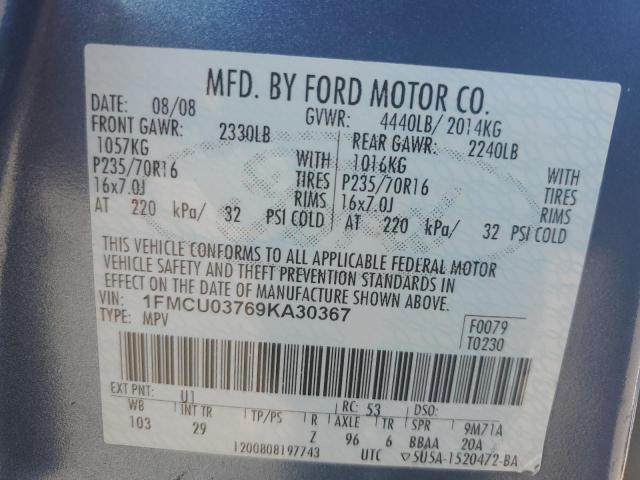 MFD. BY FORD MOTOR CO.
DATE: 08/08 GVWR: 4440LB/ 2014KG
FRONT GAWR: 2330LB REAR GAWR: 2240LB
1057KG WITH 1016KG WITH
P235/70R16 TIRES P235/70R16 TIRES
16x7.0J RIMS 16x7.0J RIMS
AT 220 kPa/ 32 PSI COLD AT 220 kPa/ 32 PSI COLD
THIS VEHICLE CONFORMS TO ALL APPLICABLE FEDERAL MOTOR
VEHICLE SAFETY AND THEFT PREVENTION STANDARDS IN
EFFECT ON THE DATE OF MANUFACTURE SHOWN ABOVE.
VIN: 1FMCU03769KA30367
TYPE: MPV
F0079
T0230
EXT PNT: U1 RC: 53 DSO:
WB INT TR TP/PS R AXLE TR SPR 9M71A
103 29 Z 96 6 BBAA 20A
1200808197743 UTC ▽5U5A-1520472-BA